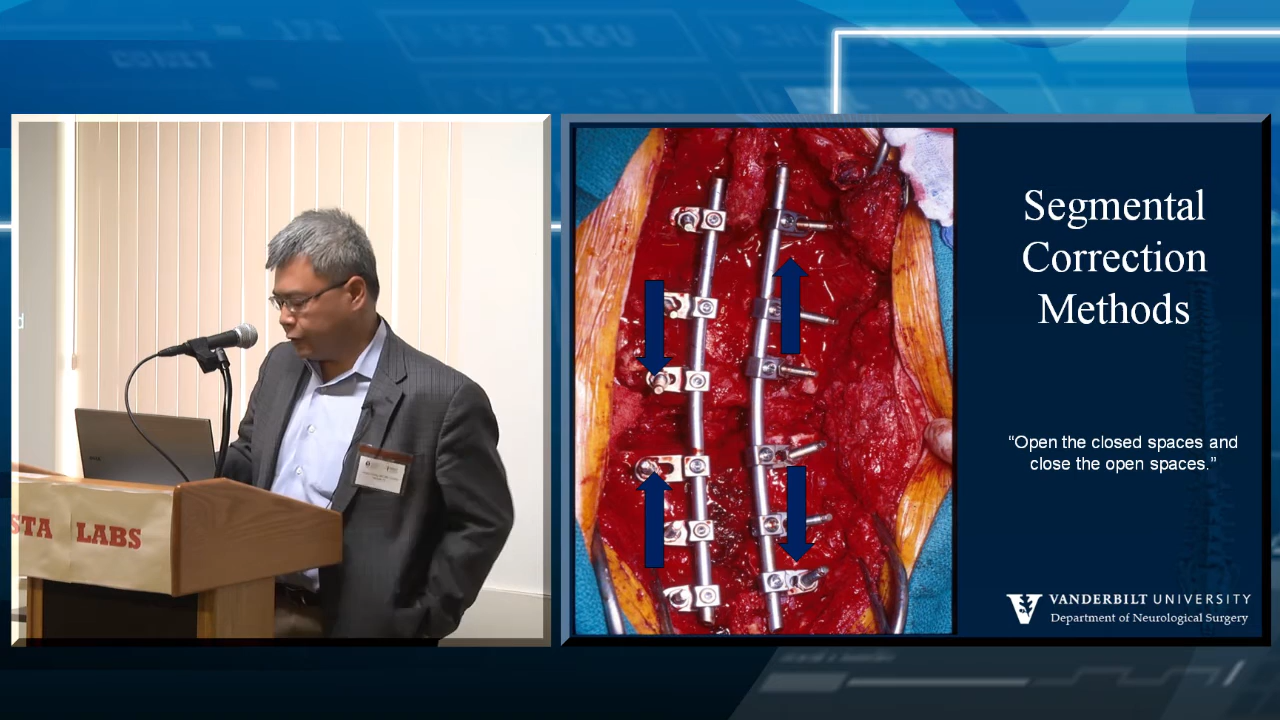 STA LABS
Segmental
Correction
Methods
“Open the closed spaces and
close the open spaces.”
VANDERBILT UNIVERSITY
Department of Neurological Surgery